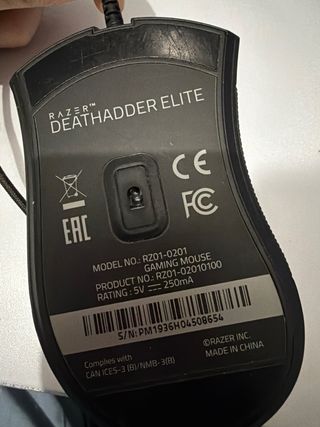 RAZER™
DEATHADDER ELITE
CE
EAC
FC
MODEL NO.: RZ01-0201
GAMING MOUSE
PRODUCT NO.: RZ01-02010100
RATING : 5V ⎓ 250mA
S/N:PM1936H04508654
Complies with
CAN ICES-3 (B)/NMB-3(B)
©RAZER INC.
MADE IN CHINA